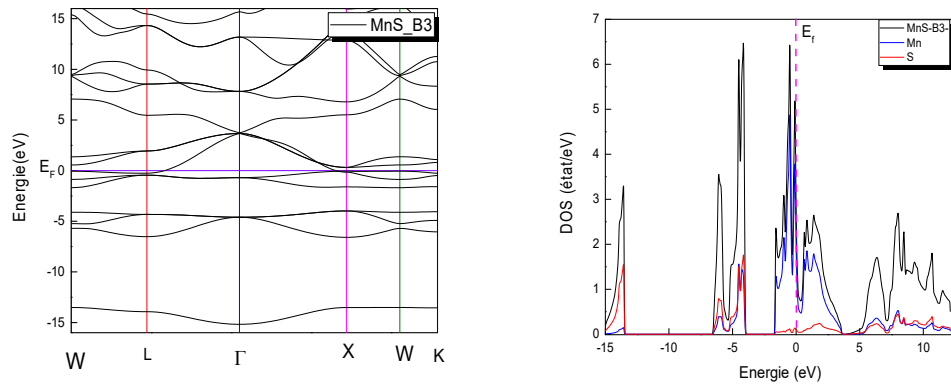 MnS_B3
15
10
5
E_F 0
-5
-10
-15
Energie(eV)
W L Γ X W K
7
6
5
4
3
2
1
0
DOS (état/eV)
E_f
MnS-B3-
Mn
S
-15 -10 -5 0 5 10
Energie (eV)